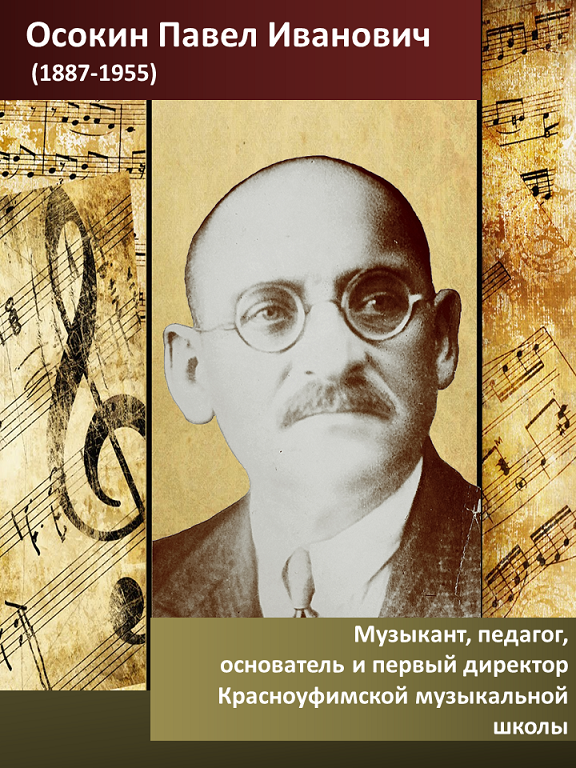 Осокин Павел Иванович
(1887-1955)
Музыкант, педагог,
основатель и первый директор
Красноуфимской музыкальной
школы